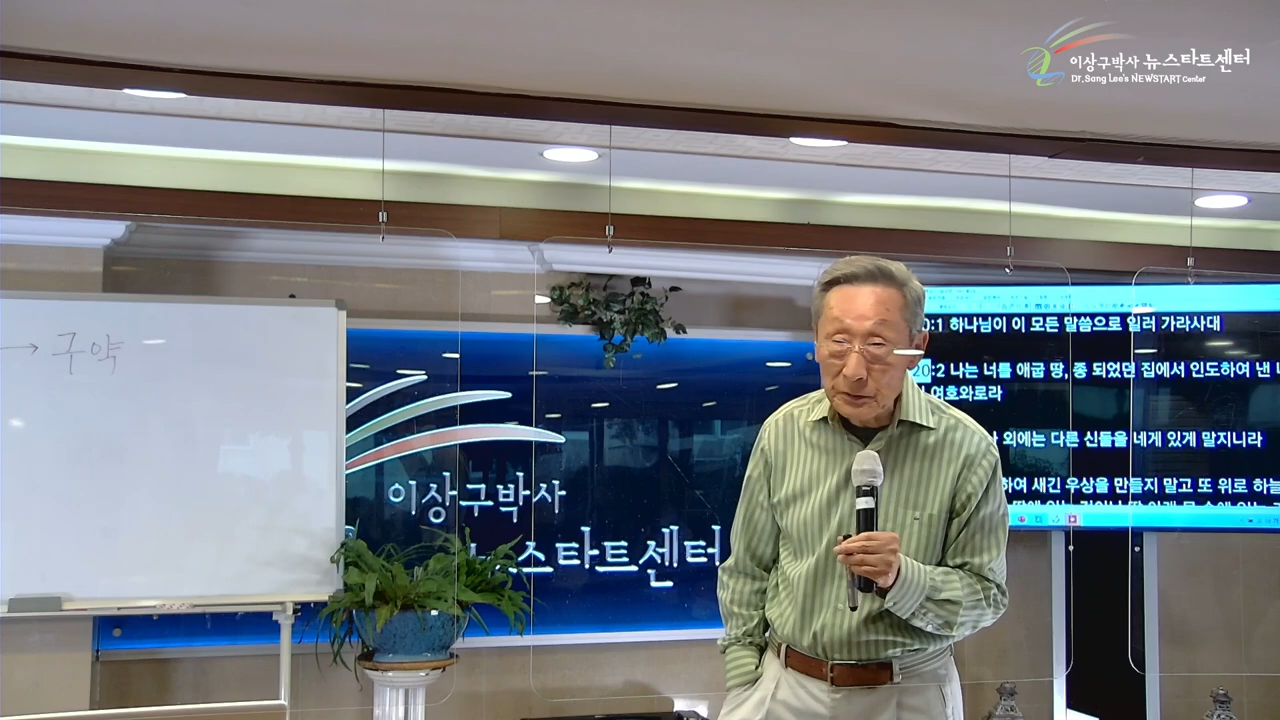 이상구박사 뉴스타트센터
Dr. Sang Lee's NEWSTART Center
→ 구약
이상구박사
뉴스타트센터
:1 하나님이 이 모든 말씀으로 일러 가라사대
20:2 나는 너를 애굽 땅, 종 되었던 집에서 인도하여 낸
여호와로라
외에는 다른 신들을 네게 있게 말지니라
하여 새긴 우상을 만들지 말고 또 위로 하늘